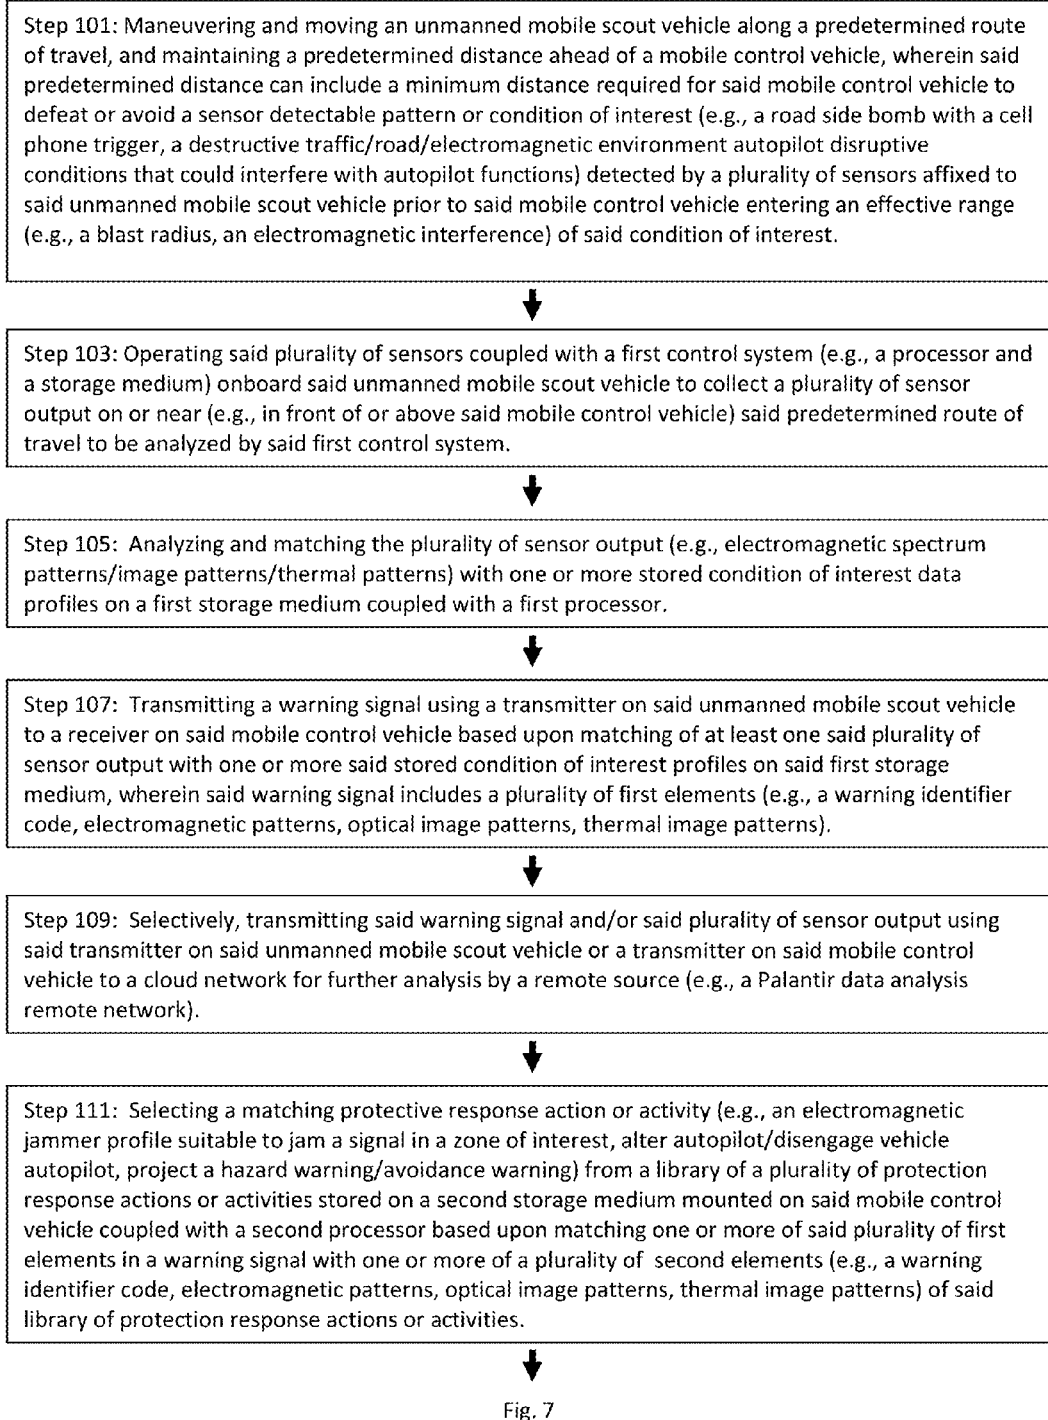 Step 101: Maneuvering and moving an unmanned mobile scout vehicle along a predetermined route
of travel, and maintaining a predetermined distance ahead of a mobile control vehicle, wherein said
predetermined distance can include a minimum distance required for said mobile control vehicle to
defeat or avoid a sensor detectable pattern or condition of interest (e.g., a road side bomb with a cell
phone trigger, a destructive traffic/road/electromagnetic environment autopilot disruptive
conditions that could interfere with autopilot functions) detected by a plurality of sensors affixed to
said unmanned mobile scout vehicle prior to said mobile control vehicle entering an effective range
(e.g., a blast radius, an electromagnetic interference) of said condition of interest.
Step 103: Operating said plurality of sensors coupled with a first control system (e.g., a processor and
a storage medium) onboard said unmanned mobile scout vehicle to collect a plurality of sensor
output on or near (e.g., in front of or above said mobile control vehicle) said predetermined route of
travel to be analyzed by said first control system.
Step 105: Analyzing and matching the plurality of sensor output (e.g., electromagnetic spectrum
patterns/image patterns/thermal patterns) with one or more stored condition of interest data
profiles on a first storage medium coupled with a first processor.
Step 107: Transmitting a warning signal using a transmitter on said unmanned mobile scout vehicle
to a receiver on said mobile control vehicle based upon matching of at least one said plurality of
sensor output with one or more said stored condition of interest profiles on said first storage
medium, wherein said warning signal includes a plurality of first elements (e.g., a warning identifier
code, electromagnetic patterns, optical image patterns, thermal image patterns).
Step 109: Selectively, transmitting said warning signal and/or said plurality of sensor output using
said transmitter on said unmanned mobile scout vehicle or a transmitter on said mobile control
vehicle to a cloud network for further analysis by a remote source (e.g., a Palantir data analysis
remote network).
Step 111: Selecting a matching protective response action or activity (e.g., an electromagnetic
jammer profile suitable to jam a signal in a zone of interest, alter autopilot/disengage vehicle
autopilot, project a hazard warning/avoidance warning) from a library of a plurality of protection
response actions or activities stored on a second storage medium mounted on said mobile control
vehicle coupled with a second processor based upon matching one or more of said plurality of first
elements in a warning signal with one or more of a plurality of second elements (e.g., a warning
identifier code, electromagnetic patterns, optical image patterns, thermal image patterns) of said
library of protection response actions or activities.
Fig. 7